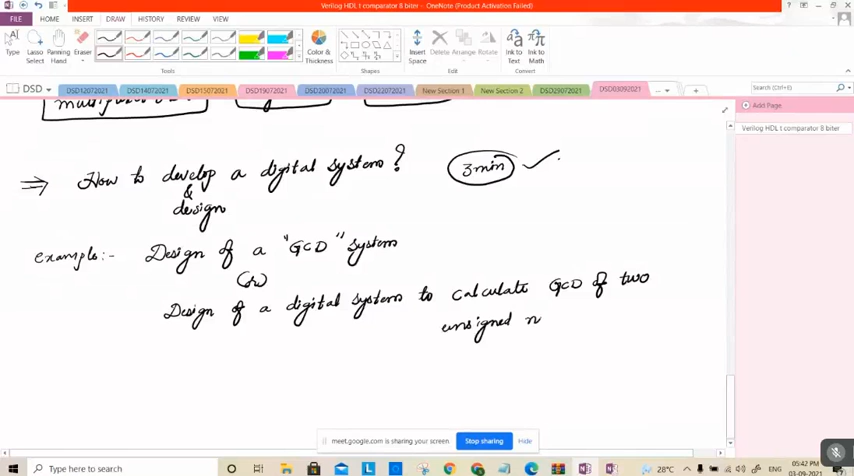 Verilog HDL t comparator 8 biter - OneNote (Product Activation Failed)
FILE HOME INSERT DRAW HISTORY REVIEW VIEW
Type Lasso Select Panning Hand Eraser Color & Thickness Insert Space Delete Arrange Rotate Ink to Text Ink to Math
Tools Shapes Edit Convert
DSD DSD12072021 DSD14072021 DSD15072021 DSD19072021 DSD20072021 DSD22072021 New Section 1 New Section 2 DSD29072021 DSD03092021 ... Search (Ctrl+E)
Add Page
Verilog HDL t comparator 8 biter
⇒ How to develop a digital system? 3min ✓
&
design
example:- Design of a "GCD" system
(or)
Design of a digital system to calculate GCD of two
unsigned n
meet.google.com is sharing your screen. Stop sharing Hide
Type here to search
28°C ENG 05:42 PM
03-09-2021